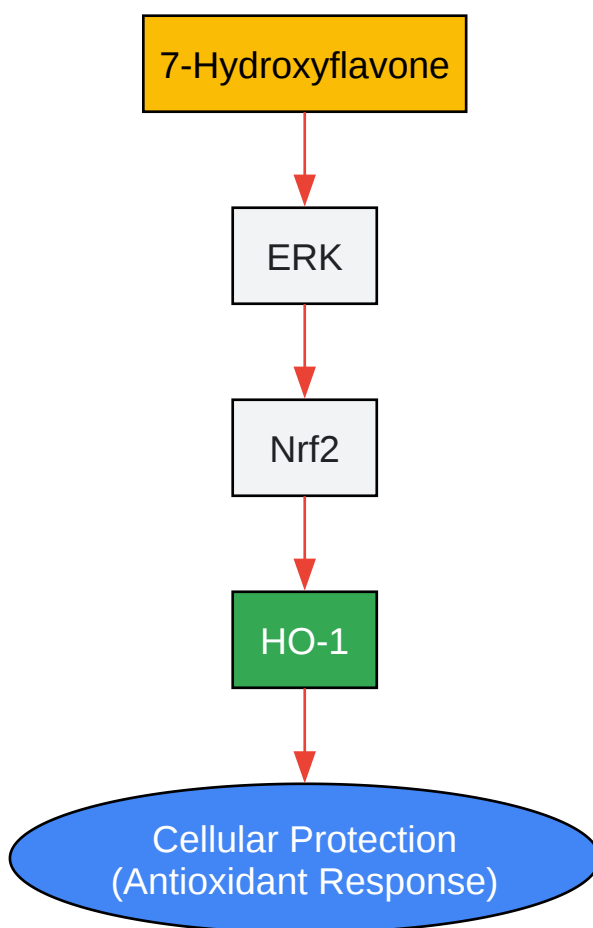 7-Hydroxyflavone
ERK
Nrf2
HO-1
Cellular Protection
(Antioxidant Response)